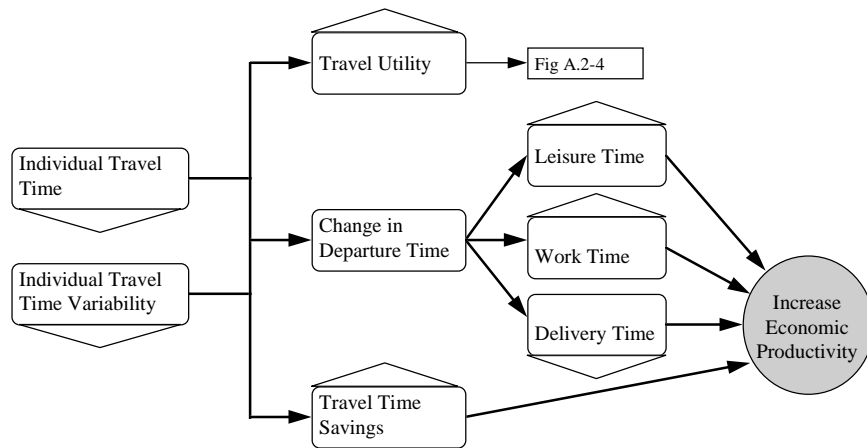 Travel Utility
Fig A.2-4
Individual Travel
Time
Leisure Time
Change in
Departure Time
Work Time
Individual Travel
Time Variability
Delivery Time
Increase
Economic
Productivity
Travel Time
Savings